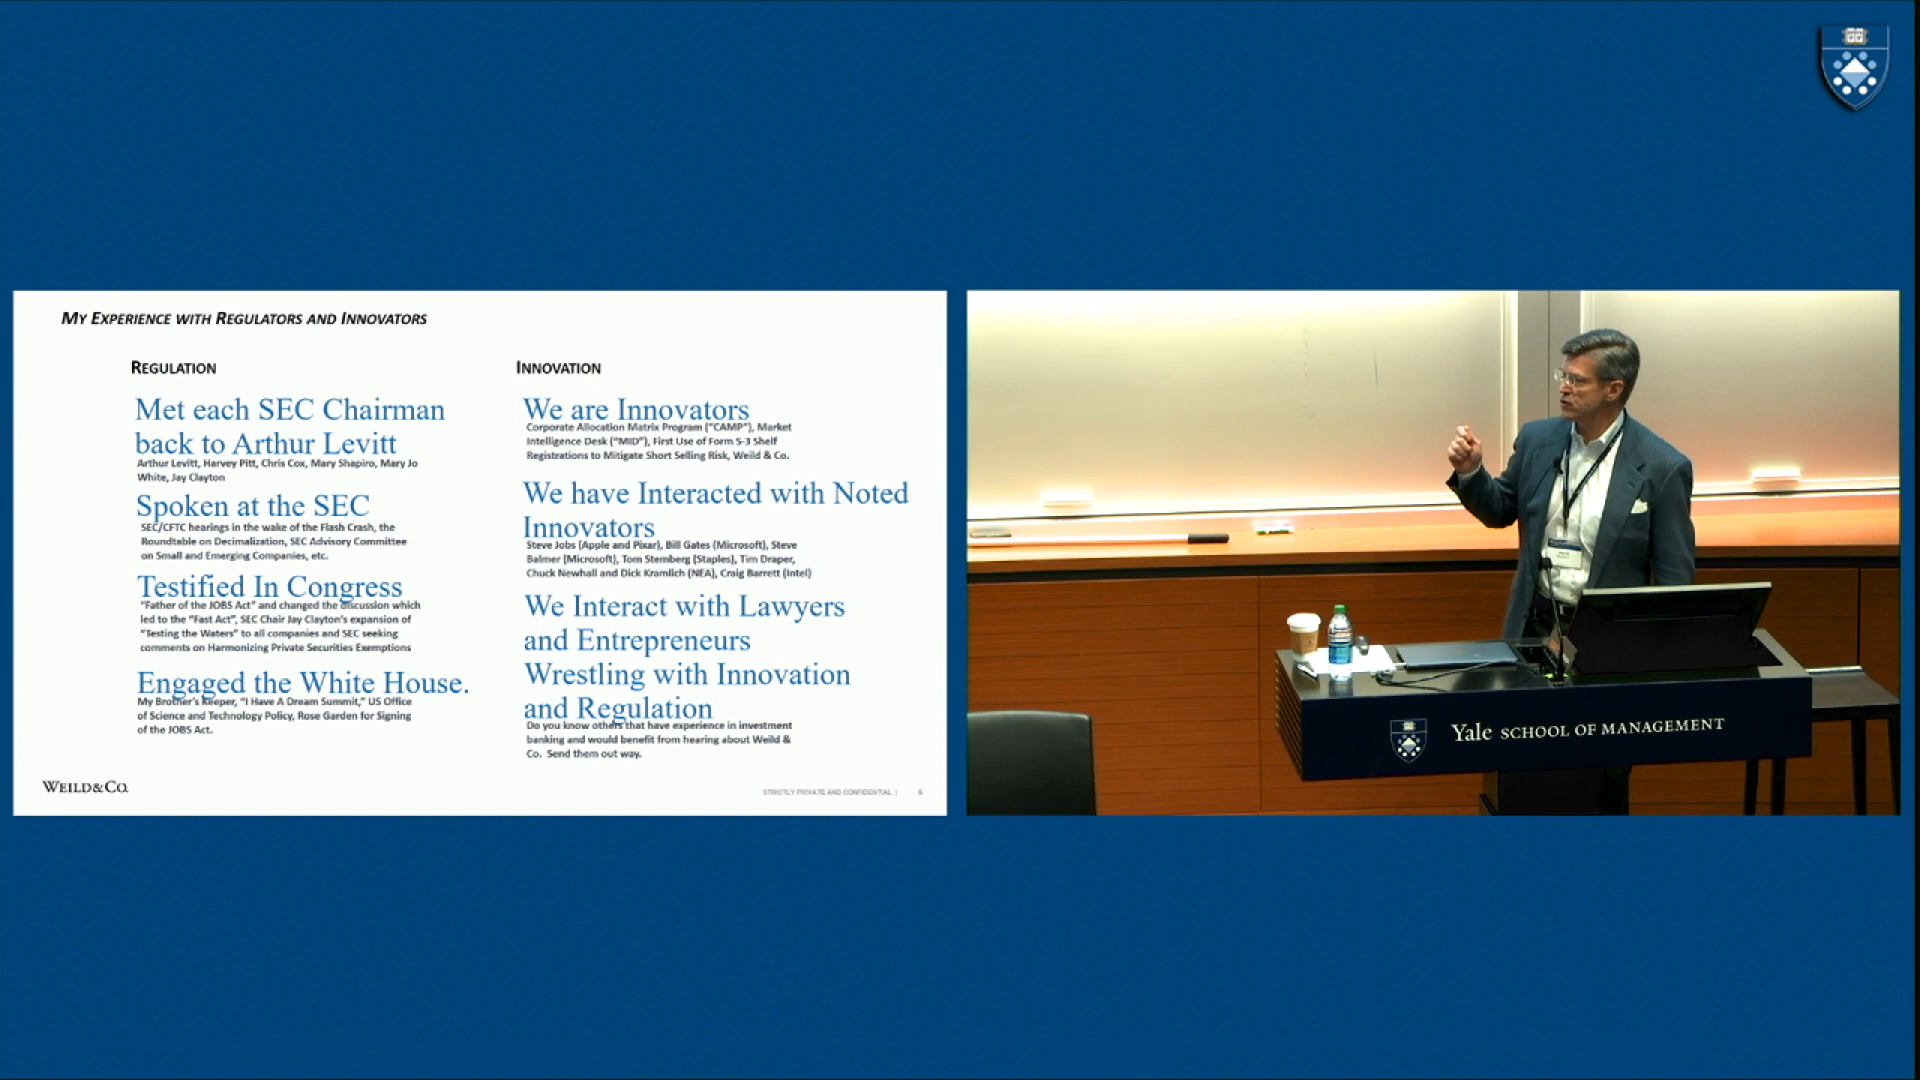 My Experience with Regulators and Innovators
Regulation
Met each SEC Chairman
back to Arthur Levitt
Arthur Levitt, Harvey Pitt, Chris Cox, Mary Shapiro, Mary Jo
White, Jay Clayton
Spoken at the SEC
SEC/CFTC hearings in the wake of the Flash Crash, the
Roundtable on Decimalization, SEC Advisory Committee
on Small and Emerging Companies, etc.
Testified In Congress
"Father of the JOBS Act" and changed the discussion which
led to the "Fast Act", SEC Chair Jay Clayton's expansion of
"Testing the Waters" to all companies and SEC seeking
comments on Harmonizing Private Securities Exemptions
Engaged the White House.
My Brother's Keeper, "I Have A Dream Summit," US Office
of Science and Technology Policy, Rose Garden for Signing
of the JOBS Act.
Innovation
We are Innovators
Corporate Allocation Matrix Program ("CAMP"), Market
Intelligence Desk ("MID"), First Use of Form S-3 Shelf
Registrations to Mitigate Short Selling Risk, Weild & Co.
We have Interacted with Noted
Innovators
Steve Jobs (Apple and Pixar), Bill Gates (Microsoft), Steve
Balmer (Microsoft), Tom Stemberg (Staples), Tim Draper,
Chuck Newhall and Dick Kramlich (NEA), Craig Barrett (Intel)
We Interact with Lawyers
and Entrepreneurs
Wrestling with Innovation
and Regulation
Do you know others that have experience in investment
banking and would benefit from hearing about Weild &
Co. Send them out way.
WEILD&CO.
STRICTLY PRIVATE AND CONFIDENTIAL | 6
Yale SCHOOL OF MANAGEMENT